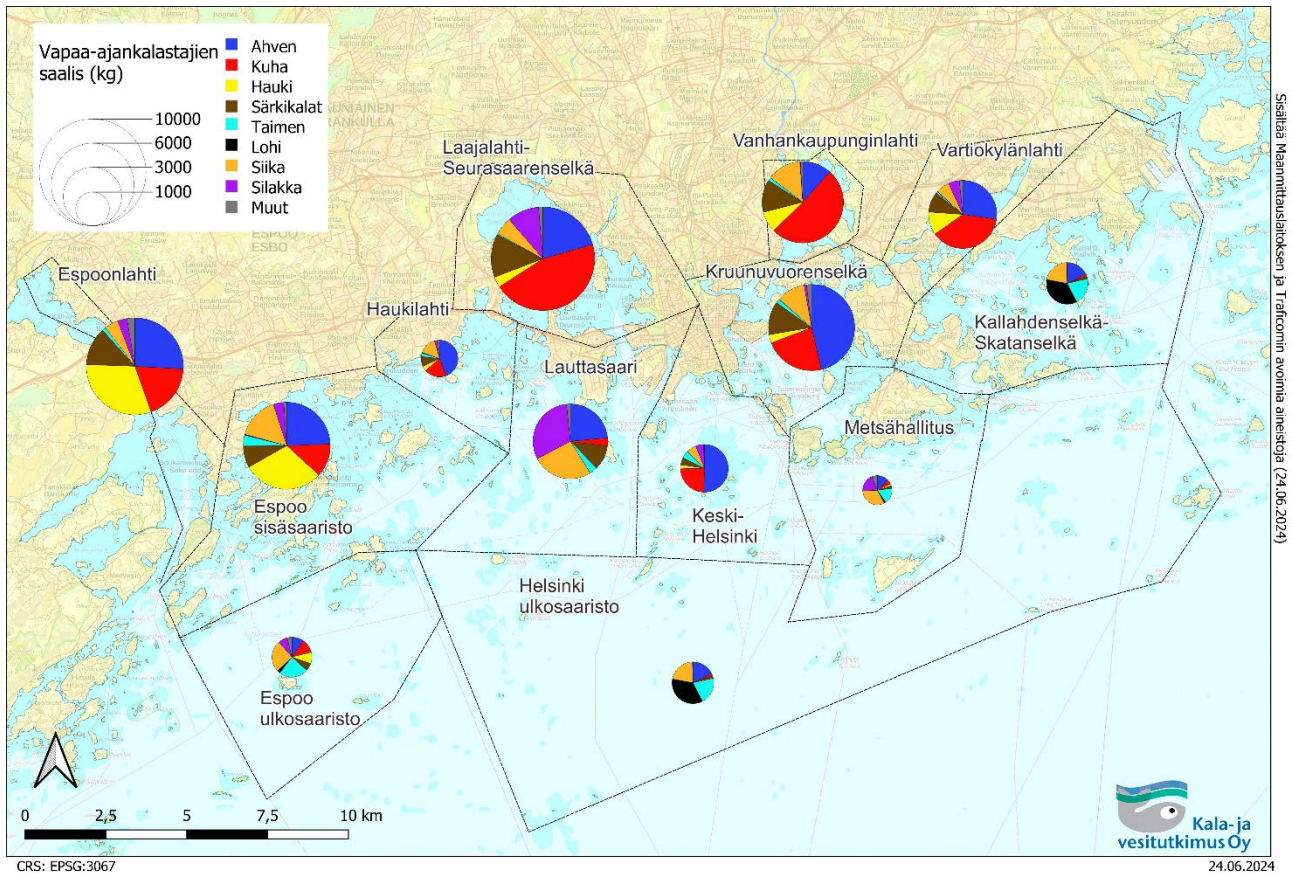 Vapaa-ajankalastajien
saalis (kg)
10000
6000
3000
1000
Ahven
Kuha
Hauki
Särkikalat
Taimen
Lohi
Siika
Silakka
Muut
Laajalahti-
Seurasaarenselkä
Vanhankaupunginlahti
Vartiokylänlahti
Espoonlahti
Haukilahti
Kruunuvuorenselkä
Kallahdenselkä-
Skatanselkä
Lauttasaari
Metsähallitus
Espoo
sisäsaaristo
Keski-
Helsinki
Helsinki
ulkosaaristo
Espoo
ulkosaaristo
0 2,5 5 7,5 10 km
Kala- ja
vesitutkimus Oy
CRS: EPSG:3067
24.06.2024
Sisältää Maanmittauslaitoksen ja Traficomin avoimia aineistoja (24.06.2024)